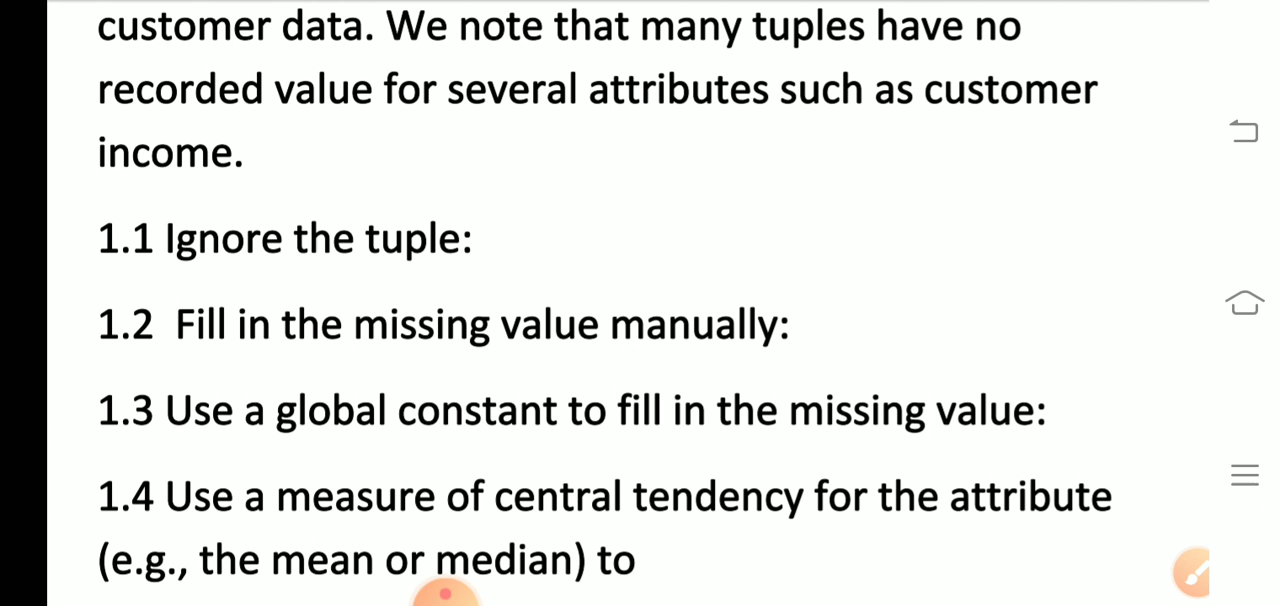 customer data. We note that many tuples have no
recorded value for several attributes such as customer
income.
1.1 Ignore the tuple:
1.2 Fill in the missing value manually:
1.3 Use a global constant to fill in the missing value:
1.4 Use a measure of central tendency for the attribute
(e.g., the mean or median) to